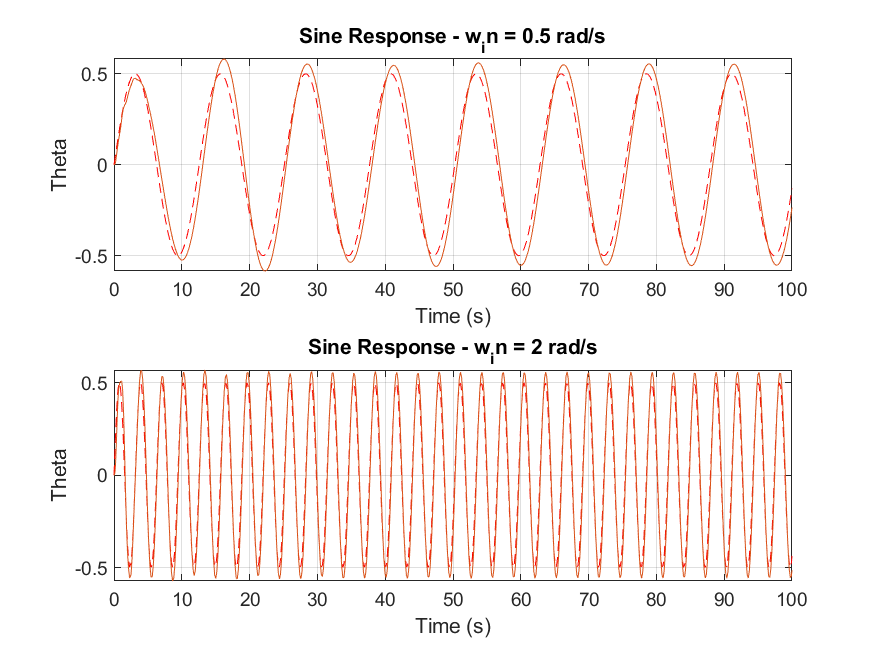 Sine Response - win = 0.5 rad/s
0.5
0
-0.5
Theta
0 10 20 30 40 50 60 70 80 90 100
Time (s)
Sine Response - win = 2 rad/s
0.5
0
-0.5
Theta
0 10 20 30 40 50 60 70 80 90 100
Time (s)